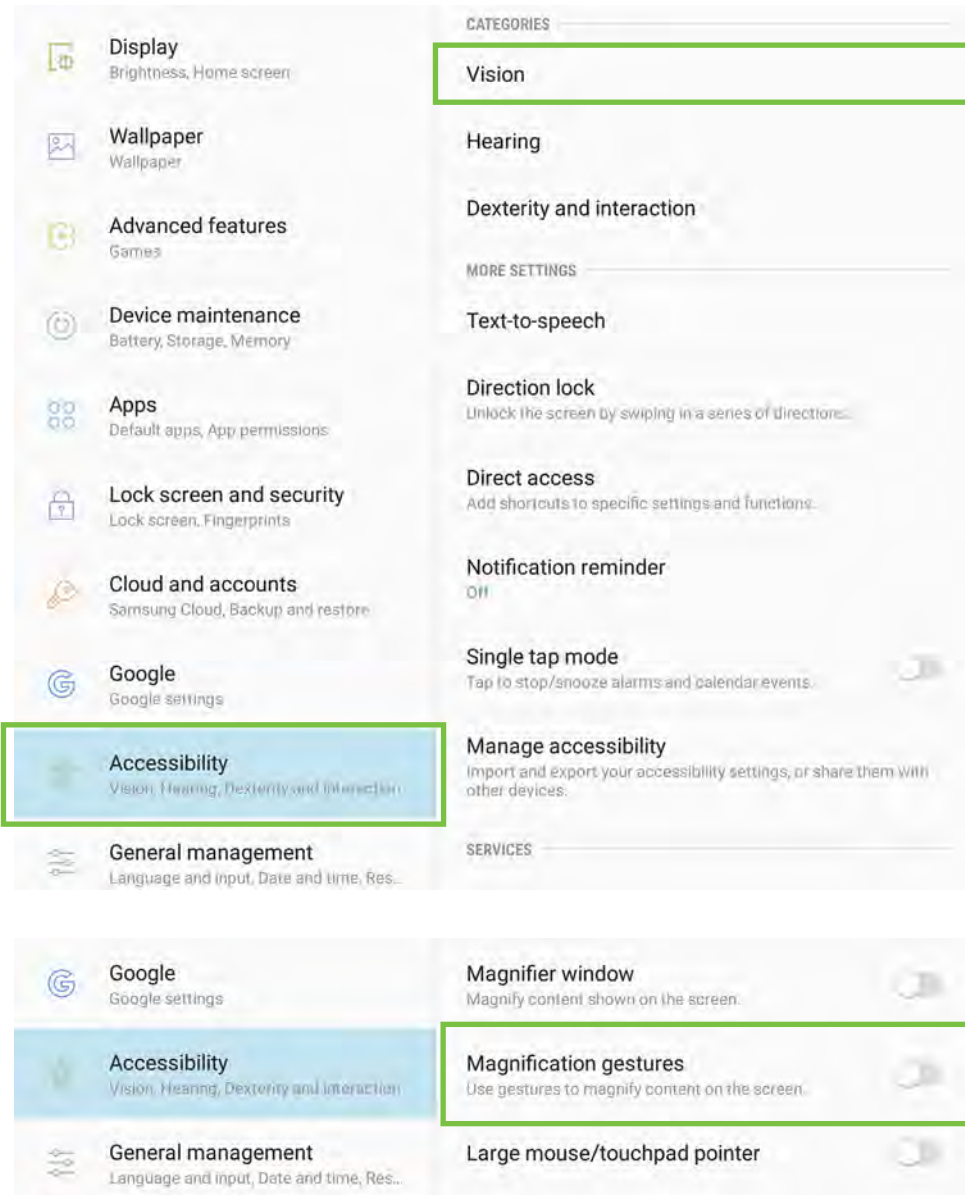 Display
Brightness, Home screen
Wallpaper
Wallpaper
Advanced features
Games
Device maintenance
Battery, Storage, Memory
Apps
Default apps, App permissions
Lock screen and security
Lock screen, Fingerprints
Cloud and accounts
Samsung Cloud, Backup and restore
Google
Google settings
Accessibility
Vision, Hearing, Dexterity and interaction
General management
Language and input, Date and time, Res...
CATEGORIES
Vision
Hearing
Dexterity and interaction
MORE SETTINGS
Text-to-speech
Direction lock
Unlock the screen by swiping in a series of directions.
Direct access
Add shortcuts to specific settings and functions.
Notification reminder
Off
Single tap mode
Tap to stop/snooze alarms and calendar events.
Manage accessibility
Import and export your accessibility settings, or share them with
other devices.
SERVICES
Google
Google settings
Accessibility
Vision, Hearing, Dexterity and interaction
General management
Language and input, Date and time, Res...
Magnifier window
Magnify content shown on the screen.
Magnification gestures
Use gestures to magnify content on the screen.
Large mouse/touchpad pointer